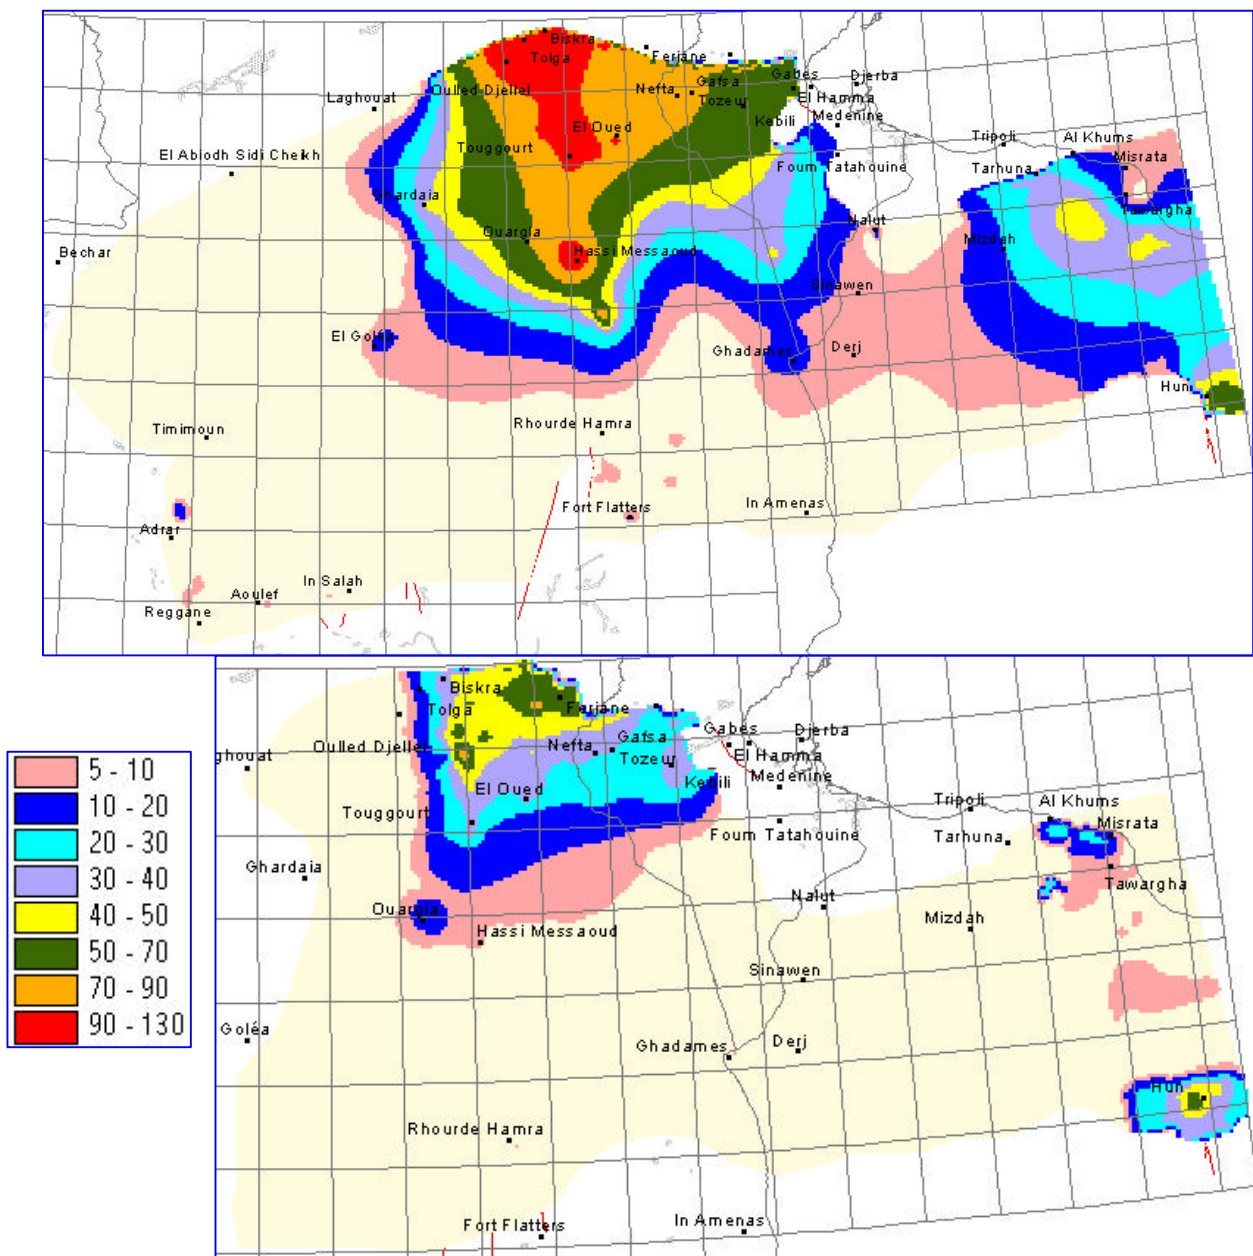 Biskra
Ferjane
Tolga
Gabes
Djerba
Oulled Djellel
Nefta
Gafsa
Tozeur
El Hamma
Laghouat
Kebili
Medenine
El Oued
Tripoli
Al Khums
Touggourt
Misrata
El Abiodh Sidi Cheikh
Foum Tatahouine
Tarhuna
Ghardaia
Tawargha
Nalut
Ouargla
Mizdah
Bechar
Hassi Messaoud
Sinawen
El Goléa
Ghadames
Derj
Hun
Timimoun
Rhourde Hamra
Fort Flatters
In Amenas
Adrar
In Salah
Aoulef
Reggane
Biskra
Tolga
Ferjane
Gabes
Djerba
Oulled Djellel
Nefta
Gafsa
Tozeur
El Hamma
ghouat
Kebili
Medenine
El Oued
Tripoli
Al Khums
Touggourt
Misrata
Foum Tatahouine
Tarhuna
Ghardaia
Tawargha
Nalut
Ouargla
Mizdah
Hassi Messaoud
Sinawen
Goléa
Ghadames
Derj
Hun
Rhourde Hamra
Fort Flatters
In Amenas
5 - 10
10 - 20
20 - 30
30 - 40
40 - 50
50 - 70
70 - 90
90 - 130